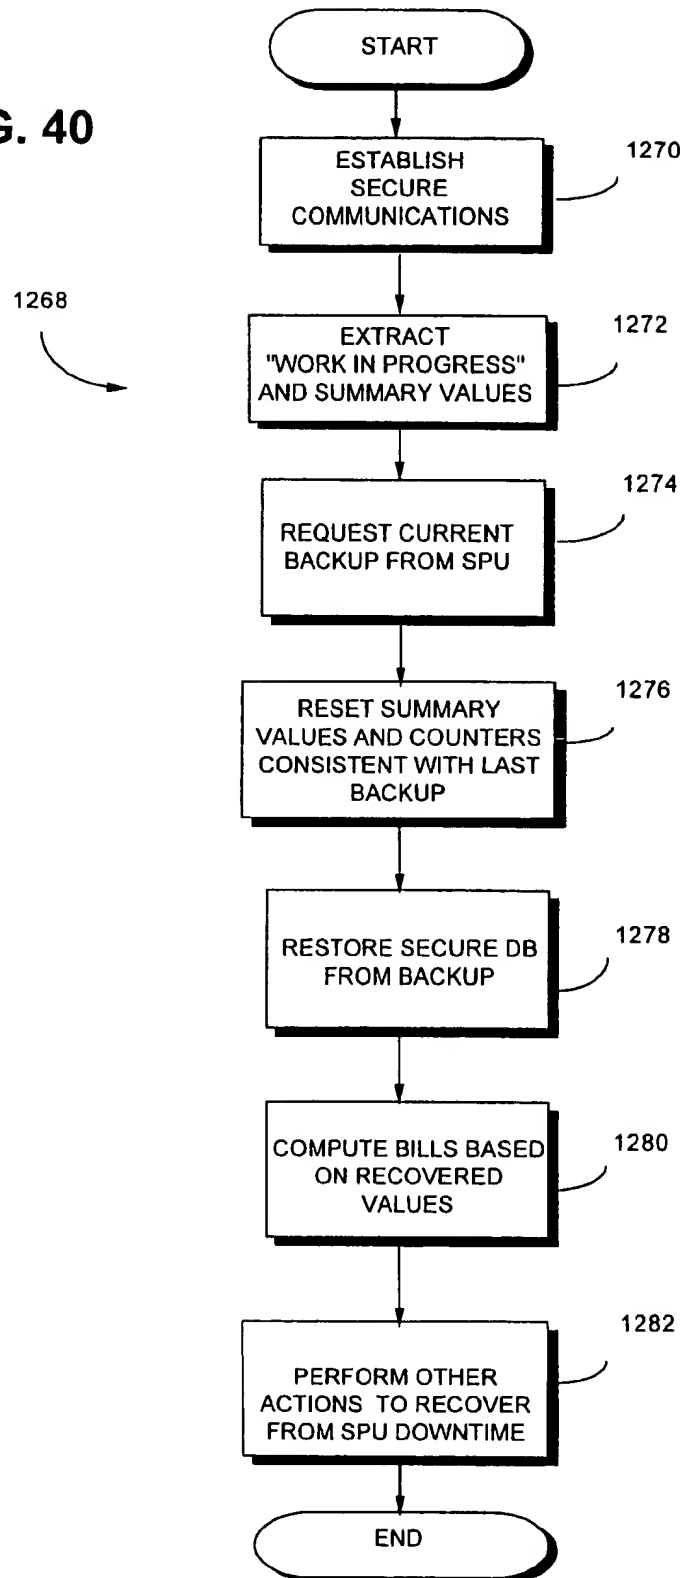 START
G. 40
ESTABLISH
SECURE
COMMUNICATIONS
1270
1268
EXTRACT
"WORK IN PROGRESS"
AND SUMMARY VALUES
1272
REQUEST CURRENT
BACKUP FROM SPU
1274
RESET SUMMARY
VALUES AND COUNTERS
CONSISTENT WITH LAST
BACKUP
1276
RESTORE SECURE DB
FROM BACKUP
1278
COMPUTE BILLS BASED
ON RECOVERED
VALUES
1280
PERFORM OTHER
ACTIONS TO RECOVER
FROM SPU DOWNTIME
1282
END